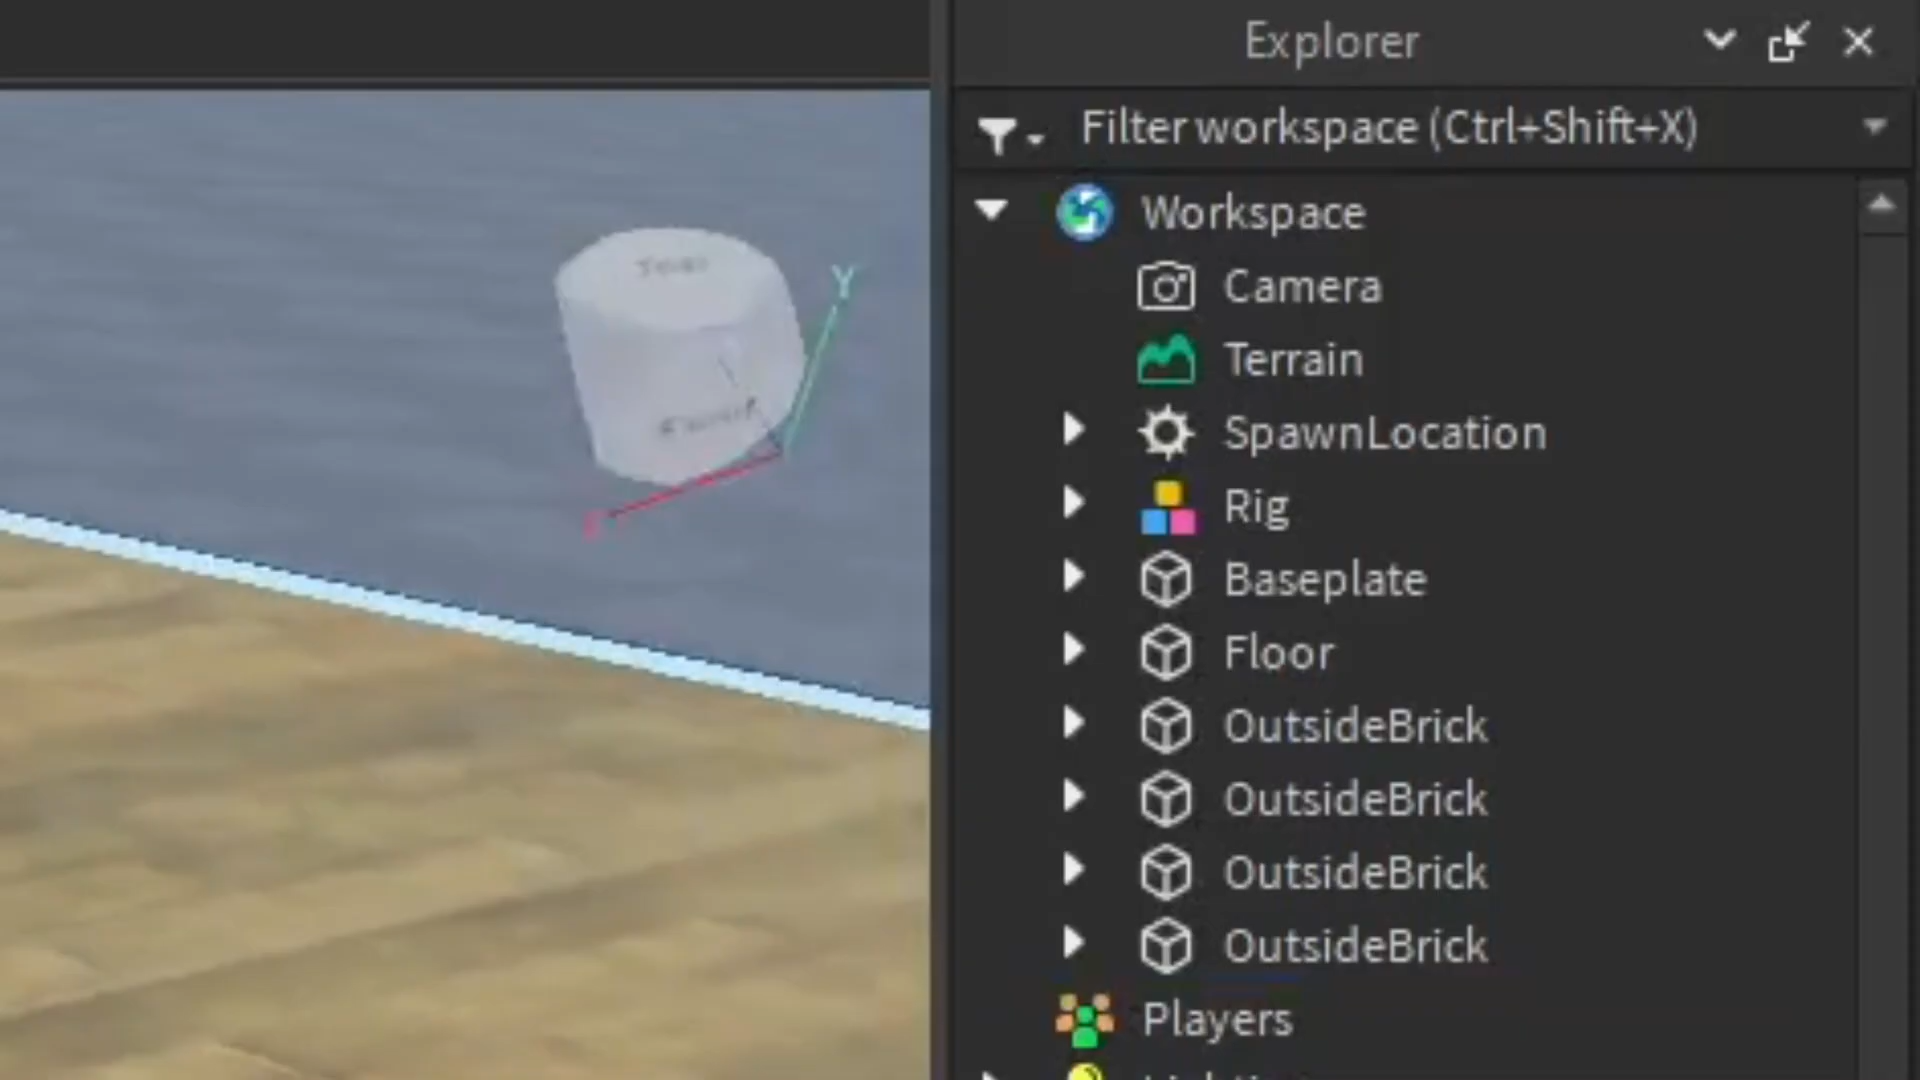 Explorer
Filter workspace (Ctrl+Shift+X)
Workspace
Camera
Terrain
SpawnLocation
Rig
Baseplate
Floor
OutsideBrick
OutsideBrick
OutsideBrick
OutsideBrick
Players
Y